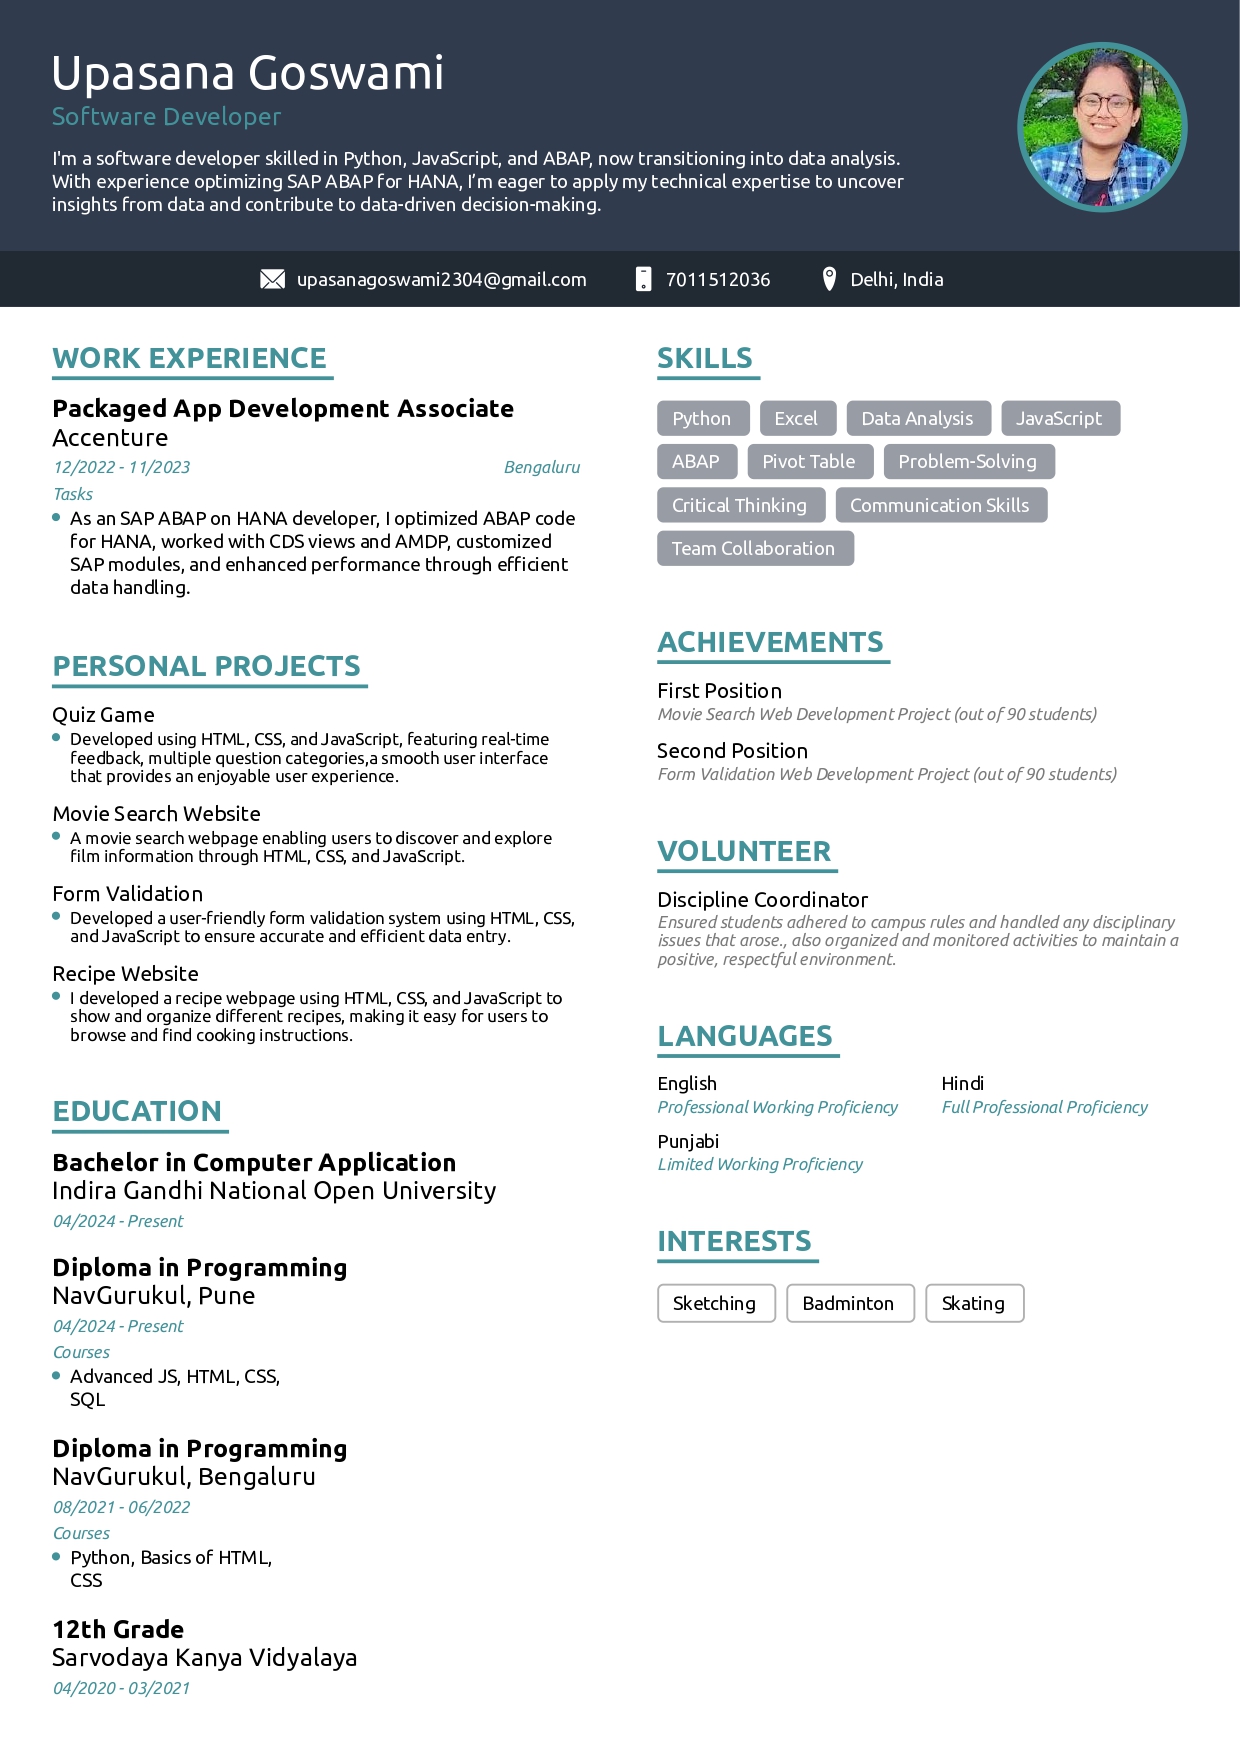 Upasana Goswami
Software Developer
I'm a software developer skilled in Python, JavaScript, and ABAP, now transitioning into data analysis.
With experience optimizing SAP ABAP for HANA, I’m eager to apply my technical expertise to uncover
insights from data and contribute to data-driven decision-making.
upasanagoswami2304@gmail.com
7011512036
Delhi, India
WORK EXPERIENCE
Packaged App Development Associate
Accenture
12/2022 - 11/2023
Bengaluru
Tasks
As an SAP ABAP on HANA developer, I optimized ABAP code
for HANA, worked with CDS views and AMDP, customized
SAP modules, and enhanced performance through efficient
data handling.
PERSONAL PROJECTS
Quiz Game
Developed using HTML, CSS, and JavaScript, featuring real-time
feedback, multiple question categories,a smooth user interface
that provides an enjoyable user experience.
Movie Search Website
A movie search webpage enabling users to discover and explore
film information through HTML, CSS, and JavaScript.
Form Validation
Developed a user-friendly form validation system using HTML, CSS,
and JavaScript to ensure accurate and efficient data entry.
Recipe Website
I developed a recipe webpage using HTML, CSS, and JavaScript to
show and organize different recipes, making it easy for users to
browse and find cooking instructions.
EDUCATION
Bachelor in Computer Application
Indira Gandhi National Open University
04/2024 - Present
Diploma in Programming
NavGurukul, Pune
04/2024 - Present
Courses
Advanced JS, HTML, CSS,
SQL
Diploma in Programming
NavGurukul, Bengaluru
08/2021 - 06/2022
Courses
Python, Basics of HTML,
CSS
12th Grade
Sarvodaya Kanya Vidyalaya
04/2020 - 03/2021
SKILLS
Python
Excel
Data Analysis
JavaScript
ABAP
Pivot Table
Problem-Solving
Critical Thinking
Communication Skills
Team Collaboration
ACHIEVEMENTS
First Position
Movie Search Web Development Project (out of 90 students)
Second Position
Form Validation Web Development Project (out of 90 students)
VOLUNTEER
Discipline Coordinator
Ensured students adhered to campus rules and handled any disciplinary
issues that arose., also organized and monitored activities to maintain a
positive, respectful environment.
LANGUAGES
English
Professional Working Proficiency
Hindi
Full Professional Proficiency
Punjabi
Limited Working Proficiency
INTERESTS
Sketching
Badminton
Skating